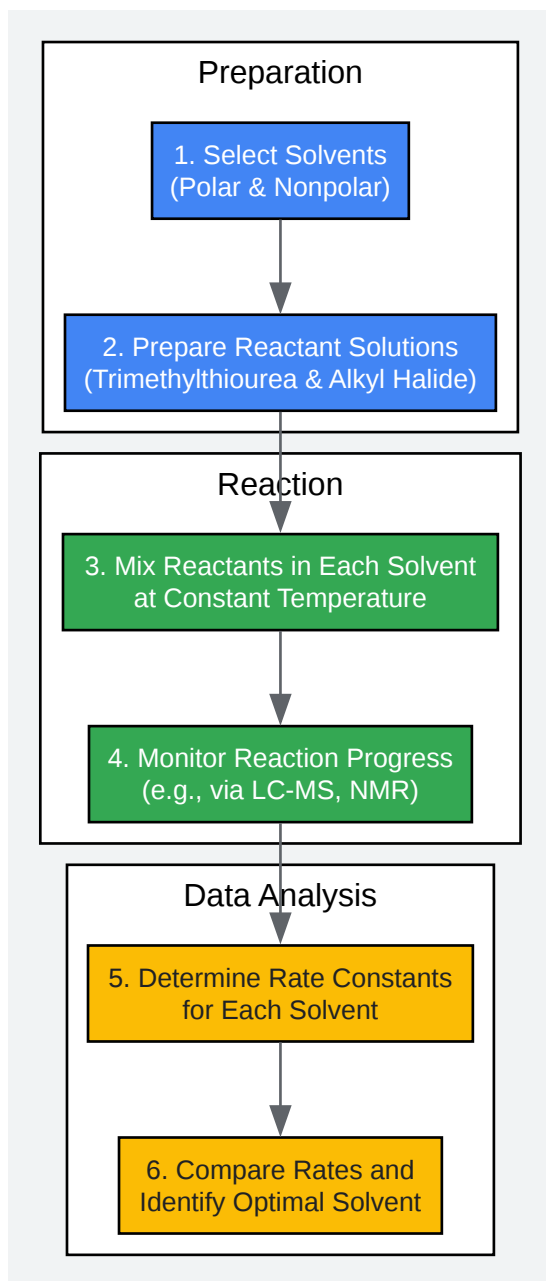 Preparation
1. Select Solvents
(Polar & Nonpolar)
2. Prepare Reactant Solutions
(Trimethylthiourea & Alkyl Halide)
Reaction
3. Mix Reactants in Each Solvent
at Constant Temperature
4. Monitor Reaction Progress
(e.g., via LC-MS, NMR)
Data Analysis
5. Determine Rate Constants
for Each Solvent
6. Compare Rates and
Identify Optimal Solvent